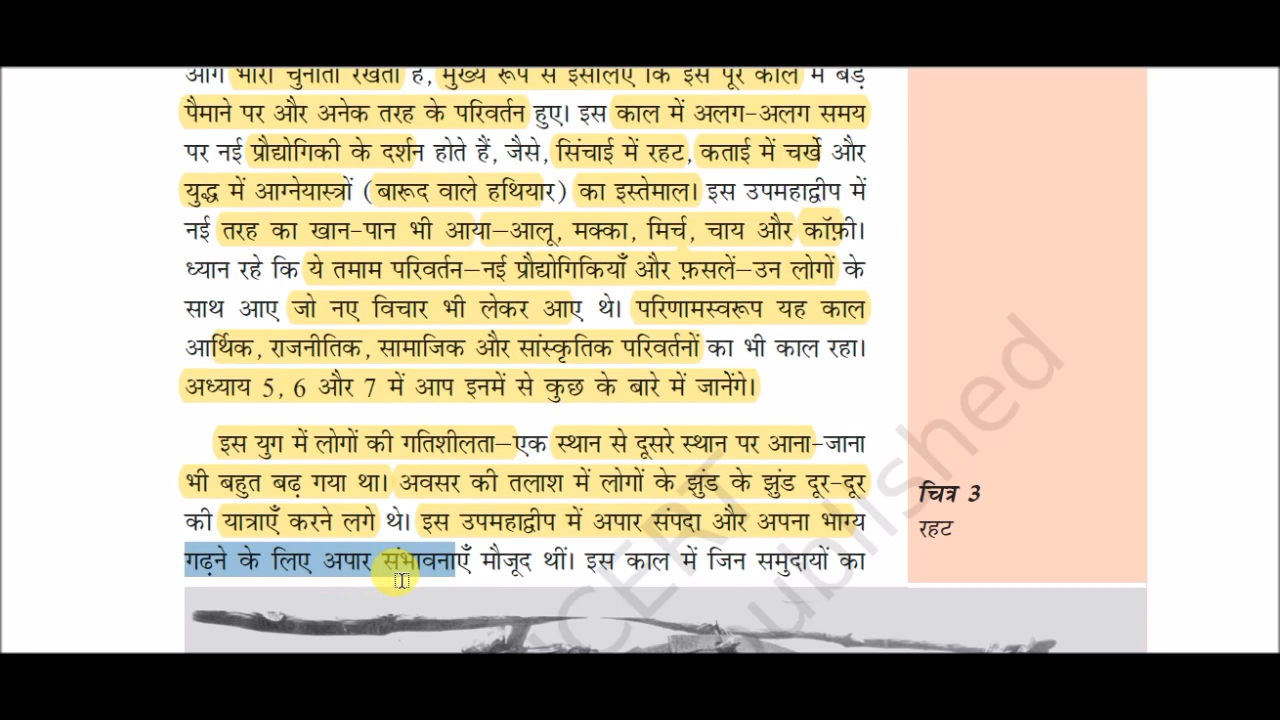 आगे भारी चुनौती रखता है, मुख्य रूप से इसलिए कि इस पूरे काल में बड़े
पैमाने पर और अनेक तरह के परिवर्तन हुए। इस काल में अलग-अलग समय
पर नई प्रौद्योगिकी के दर्शन होते हैं, जैसे, सिंचाई में रहट, कताई में चर्खे और
युद्ध में आग्नेयास्त्रों (बारूद वाले हथियार) का इस्तेमाल। इस उपमहाद्वीप में
नई तरह का खान-पान भी आया—आलू, मक्का, मिर्च, चाय और कॉफ़ी।
ध्यान रहे कि ये तमाम परिवर्तन—नई प्रौद्योगिकियाँ और फ़सलें—उन लोगों के
साथ आए जो नए विचार भी लेकर आए थे। परिणामस्वरूप यह काल
आर्थिक, राजनीतिक, सामाजिक और सांस्कृतिक परिवर्तनों का भी काल रहा।
अध्याय 5, 6 और 7 में आप इनमें से कुछ के बारे में जानेंगे।
इस युग में लोगों की गतिशीलता—एक स्थान से दूसरे स्थान पर आना-जाना
भी बहुत बढ़ गया था। अवसर की तलाश में लोगों के झुंड के झुंड दूर-दूर
की यात्राएँ करने लगे थे। इस उपमहाद्वीप में अपार संपदा और अपना भाग्य
गढ़ने के लिए अपार संभावनाएँ मौजूद थीं। इस काल में जिन समुदायों का
चित्र 3
रहट
NCERT
published